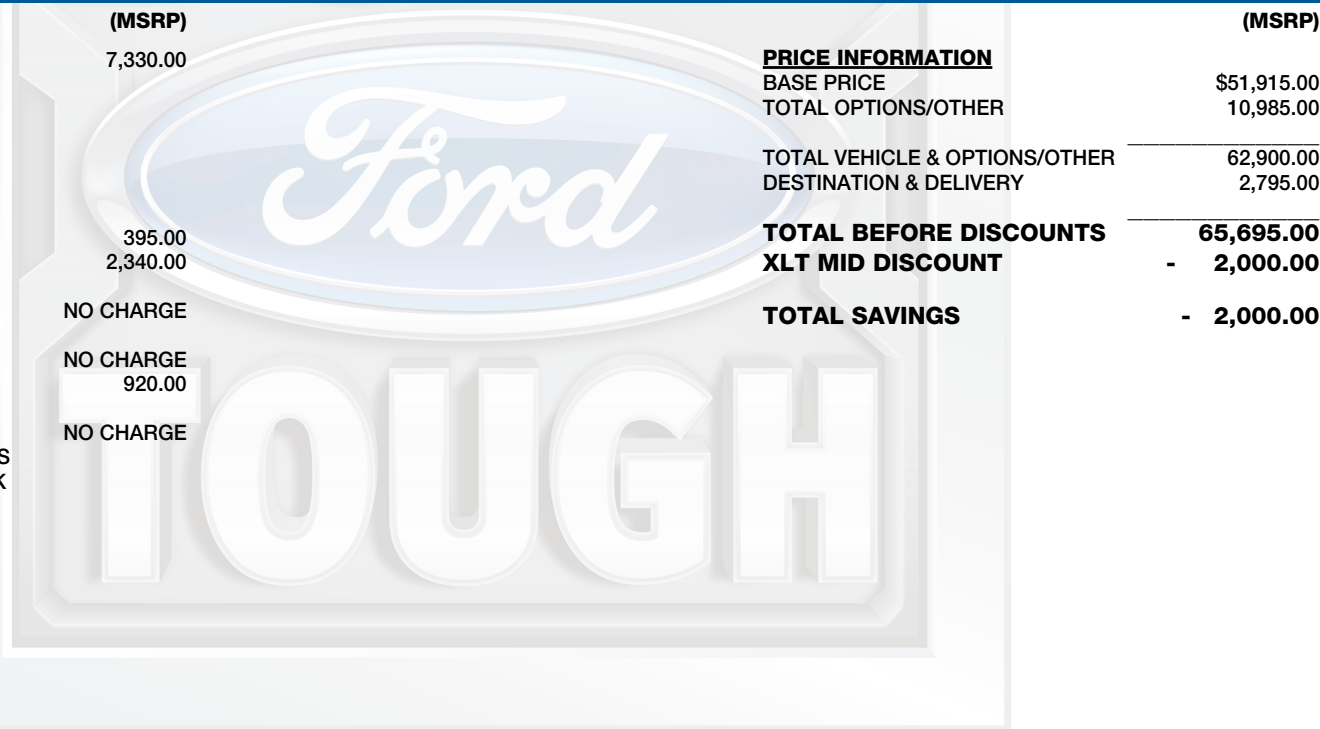 (MSRP)
7,330.00
395.00
2,340.00
NO CHARGE
NO CHARGE
920.00
NO CHARGE
S
K
Ford
TOUGH
(MSRP)
PRICE INFORMATION
BASE PRICE $51,915.00
TOTAL OPTIONS/OTHER 10,985.00
TOTAL VEHICLE & OPTIONS/OTHER 62,900.00
DESTINATION & DELIVERY 2,795.00
TOTAL BEFORE DISCOUNTS 65,695.00
XLT MID DISCOUNT - 2,000.00
TOTAL SAVINGS - 2,000.00